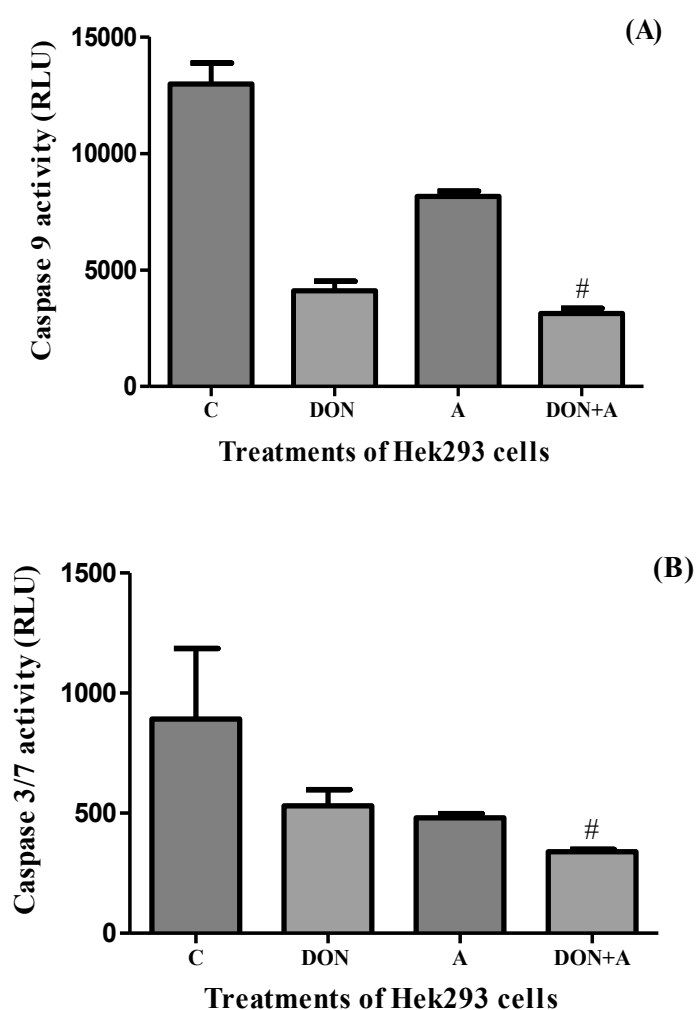 (A)
Caspase 9 activity (RLU)
15000
10000
5000
0
#
C DON A DON+A
Treatments of Hek293 cells
(B)
Caspase 3/7 activity (RLU)
1500
1000
500
0
#
C DON A DON+A
Treatments of Hek293 cells